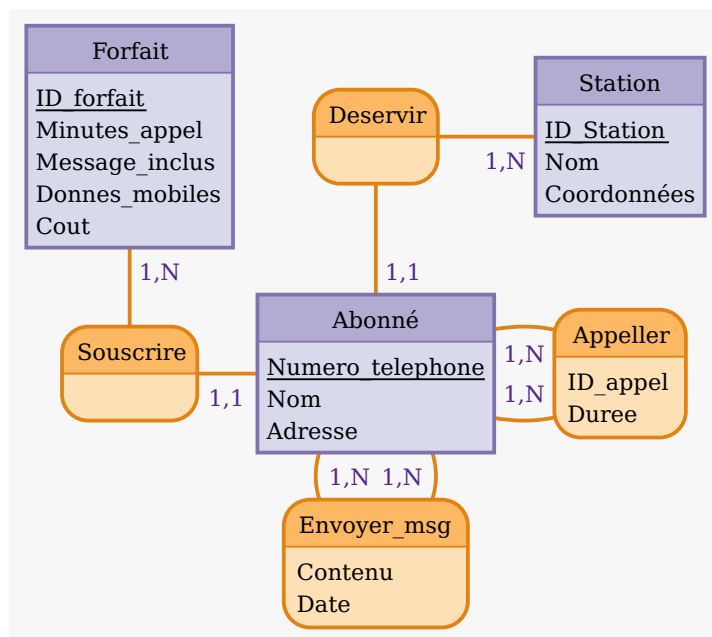 Forfait
ID_forfait
Minutes_appel
Message_inclus
Donnes_mobiles
Cout
Deservir
Station
ID_Station
Nom
Coordonnées
1,N
1,N
1,1
Souscrire
1,1
Abonné
Numero_telephone
Nom
Adresse
1,N
1,N
Appeller
ID_appel
Duree
1,N
1,N
Envoyer_msg
Contenu
Date